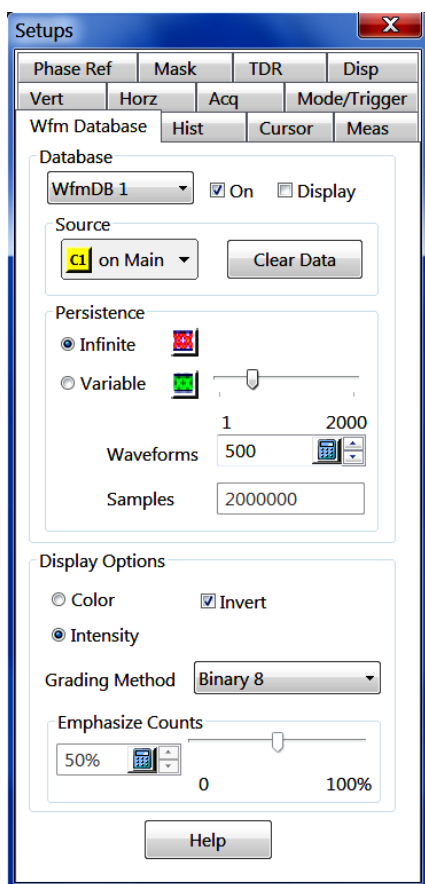 Setups
X
Phase Ref Mask TDR Disp
Vert Horz Acq Mode/Trigger
Wfm Database Hist Cursor Meas
Database
WfmDB 1 On Display
Source
C1 on Main Clear Data
Persistence
Infinite
Variable
1 2000
Waveforms 500
Samples 2000000
Display Options
Color Invert
Intensity
Grading Method Binary 8
Emphasize Counts
50%
0 100%
Help